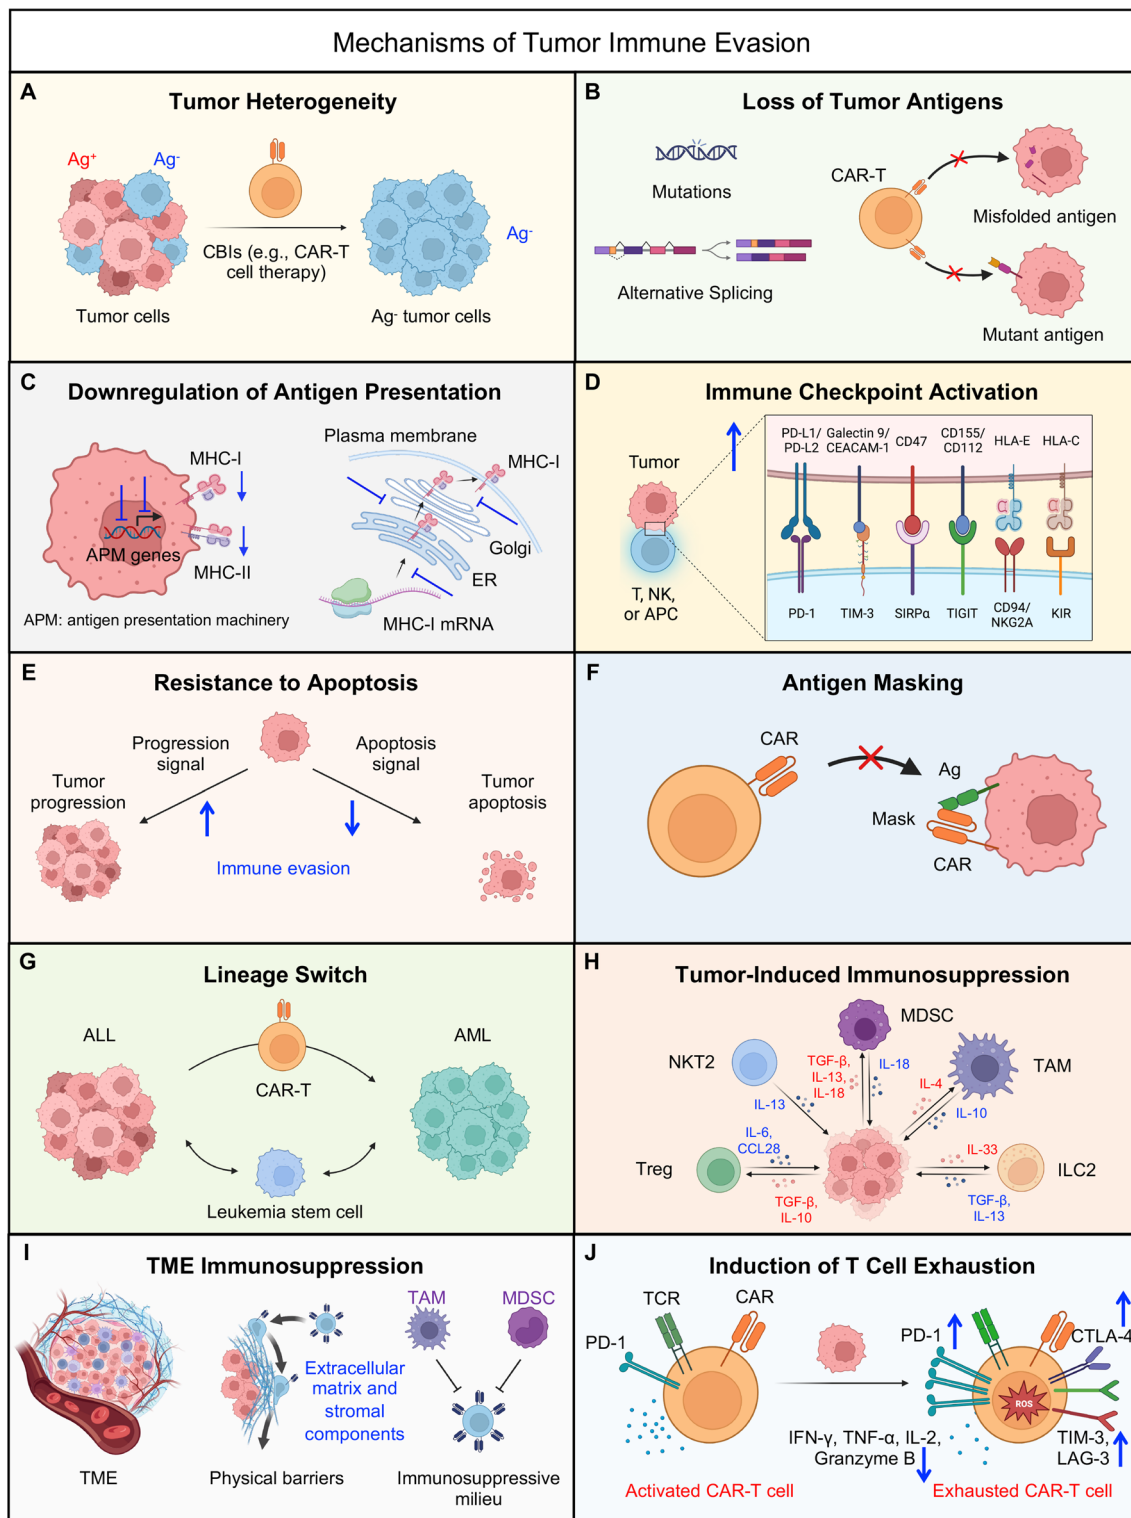 Mechanisms of Tumor Immune Evasion
A
Tumor Heterogeneity
Ag⁺
Ag⁻
CBIs (e.g., CAR-T
cell therapy)
Ag⁻
Tumor cells
Ag⁻ tumor cells
B
Loss of Tumor Antigens
Mutations
Alternative Splicing
CAR-T
Misfolded antigen
Mutant antigen
C
Downregulation of Antigen Presentation
MHC-I
APM genes
MHC-II
APM: antigen presentation machinery
Plasma membrane
MHC-I
Golgi
ER
MHC-I mRNA
D
Immune Checkpoint Activation
Tumor
T, NK,
or APC
PD-L1/
PD-L2
Galectin 9/
CEACAM-1
CD47
CD155/
CD112
HLA-E
HLA-C
PD-1
TIM-3
SIRPα
TIGIT
CD94/
NKG2A
KIR
E
Resistance to Apoptosis
Progression
signal
Apoptosis
signal
Tumor
progression
Tumor
apoptosis
Immune evasion
F
Antigen Masking
CAR
Ag
Mask
CAR
G
Lineage Switch
ALL
AML
CAR-T
Leukemia stem cell
H
Tumor-Induced Immunosuppression
MDSC
NKT2
TGF-β,
IL-13,
IL-18
IL-18
TAM
IL-4
IL-13
IL-10
IL-6,
CCL28
IL-33
Treg
ILC2
TGF-β,
IL-10
TGF-β,
IL-13
I
TME Immunosuppression
TAM
MDSC
Extracellular
matrix and
stromal
components
TME
Physical barriers
Immunosuppressive
milieu
J
Induction of T Cell Exhaustion
TCR
CAR
PD-1
PD-1
CTLA-4
ROS
IFN-γ, TNF-α, IL-2,
Granzyme B
TIM-3,
LAG-3
Activated CAR-T cell
Exhausted CAR-T cell